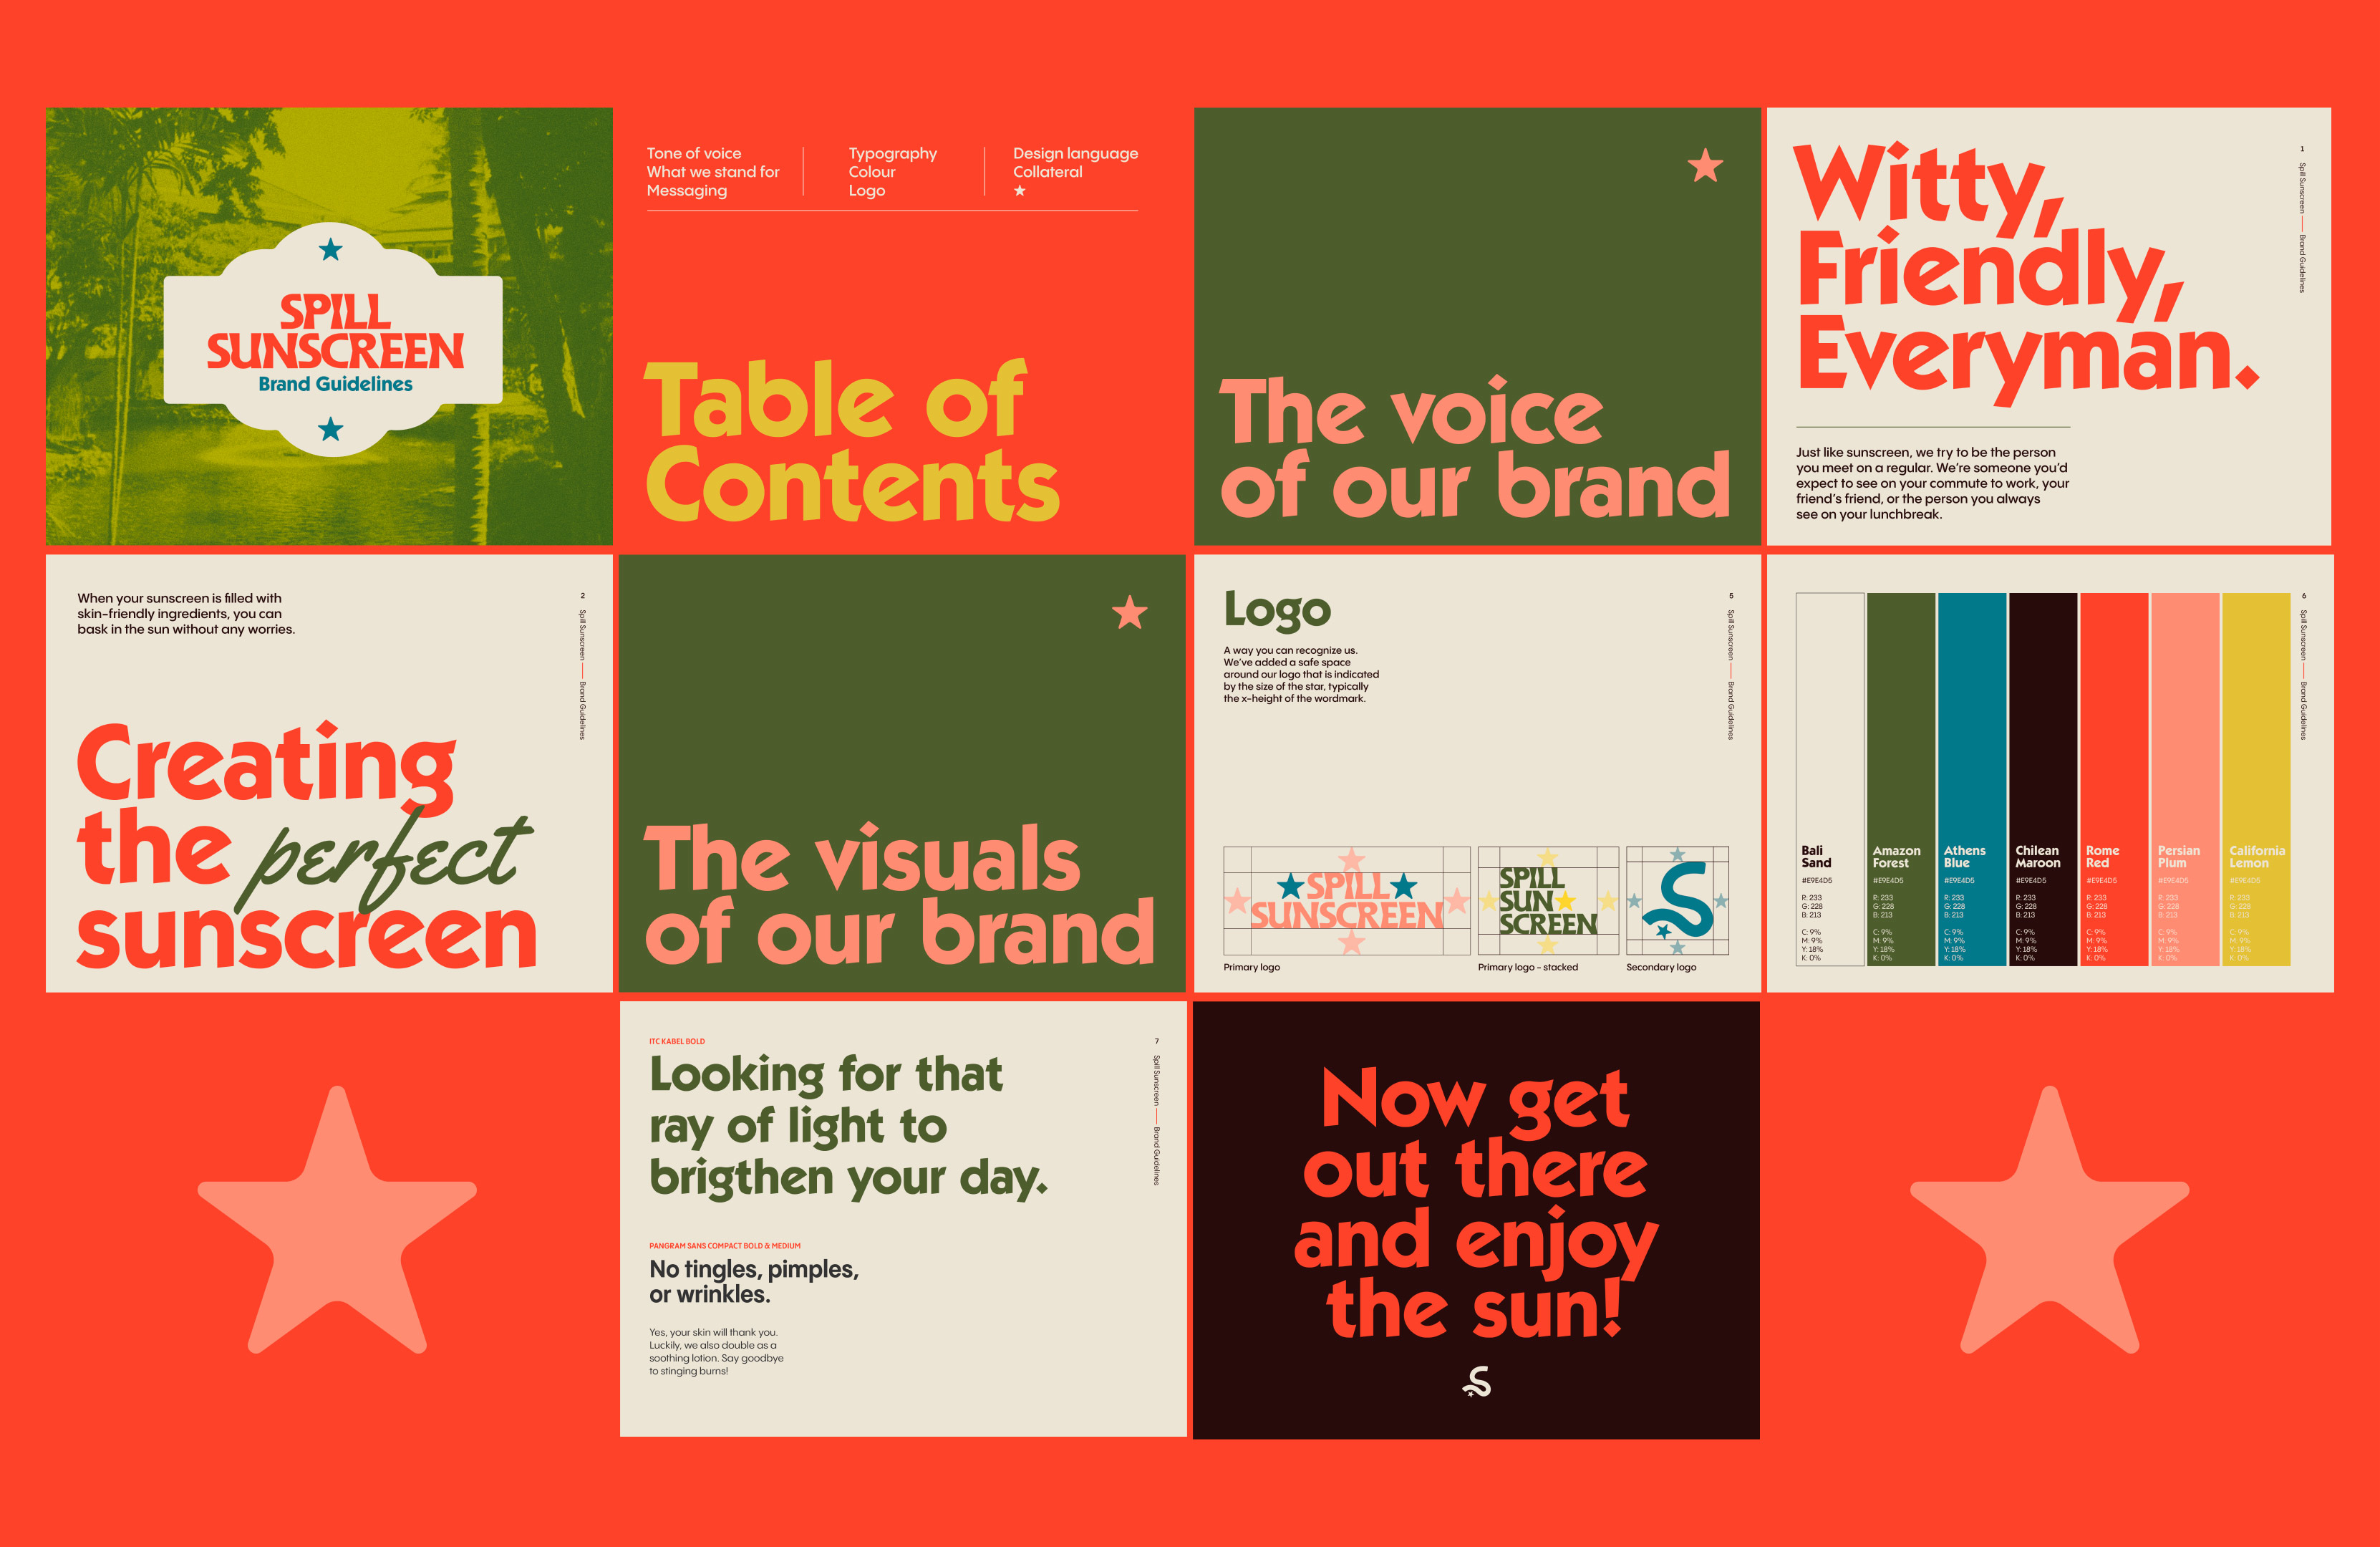 SPILL
SUNSCREEN
Brand Guidelines
Tone of voice
What we stand for
Messaging
Typography
Colour
Logo
Design language
Collateral
Table of
Contents
The voice
of our brand
Witty,
Friendly,
Everyman.
Just like sunscreen, we try to be the person
you meet on a regular. We're someone you'd
expect to see on your commute to work, your
friend's friend, or the person you always
see on your lunchbreak.
1
Spill Sunscreen — Brand Guidelines
When your sunscreen is filled with
skin-friendly ingredients, you can
bask in the sun without any worries.
2
Spill Sunscreen — Brand Guidelines
Creating
the perfect
sunscreen
The visuals
of our brand
Logo
A way you can recognize us.
We've added a safe space
around our logo that is indicated
by the size of the star, typically
the x-height of the wordmark.
5
Spill Sunscreen — Brand Guidelines
SPILL
SUNSCREEN
Primary logo
SPILL
SUN
SCREEN
Primary logo - stacked
S
Secondary logo
6
Spill Sunscreen — Brand Guidelines
Bali
Sand
#E9E4D5
R: 233
G: 228
B: 213
C: 9%
M: 9%
Y: 18%
K: 0%
Amazon
Forest
#E9E4D5
R: 233
G: 228
B: 213
C: 9%
M: 9%
Y: 18%
K: 0%
Athens
Blue
#E9E4D5
R: 233
G: 228
B: 213
C: 9%
M: 9%
Y: 18%
K: 0%
Chilean
Maroon
#E9E4D5
R: 233
G: 228
B: 213
C: 9%
M: 9%
Y: 18%
K: 0%
Rome
Red
#E9E4D5
R: 233
G: 228
B: 213
C: 9%
M: 9%
Y: 18%
K: 0%
Persian
Plum
#E9E4D5
R: 233
G: 228
B: 213
C: 9%
M: 9%
Y: 18%
K: 0%
California
Lemon
#E9E4D5
R: 233
G: 228
B: 213
C: 9%
M: 9%
Y: 18%
K: 0%
ITC KABEL BOLD
Looking for that
ray of light to
brigthen your day.
PANGRAM SANS COMPACT BOLD & MEDIUM
No tingles, pimples,
or wrinkles.
Yes, your skin will thank you.
Luckily, we also double as a
soothing lotion. Say goodbye
to stinging burns!
7
Spill Sunscreen — Brand Guidelines
Now get
out there
and enjoy
the sun!
S